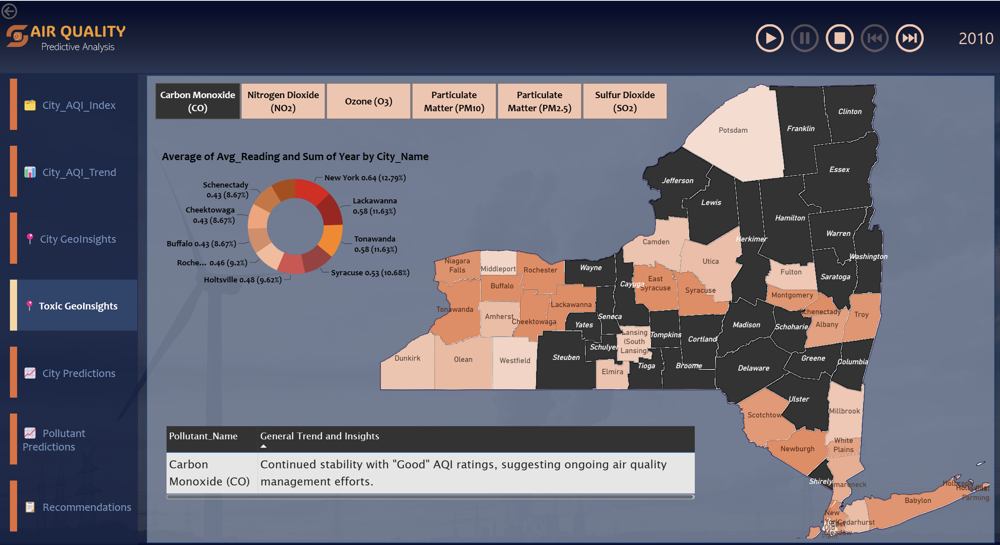 AIR QUALITY
Predictive Analysis
2010
City_AQI_Index
City_AQI_Trend
City GeoInsights
Toxic GeoInsights
City Predictions
Pollutant
Predictions
Recommendations
Carbon Monoxide
(CO)
Nitrogen Dioxide
(NO2)
Ozone (O3)
Particulate
Matter (PM10)
Particulate
Matter (PM2.5)
Sulfur Dioxide
(SO2)
Average of Avg_Reading and Sum of Year by City_Name
New York 0.64 (12.79%)
Lackawanna
0.58 (11.63%)
Tonawanda
0.58 (11.63%)
Syracuse 0.53 (10.68%)
Holtsville 0.48 (9.62%)
Roche... 0.46 (9.2%)
Buffalo 0.43 (8.67%)
Cheektowaga
0.43 (8.67%)
Schenectady
0.43 (8.67%)
Pollutant_Name
General Trend and Insights
Carbon
Monoxide (CO)
Continued stability with "Good" AQI ratings, suggesting ongoing air quality
management efforts.
Clinton
Franklin
Potsdam
Essex
Jefferson
Lewis
Hamilton
Warren
Herkimer
Washington
Camden
Utica
Fulton
Saratoga
Niagara
Falls
Middleport
Rochester
Wayne
Cayuga
East
Syracuse
Syracuse
Montgomery
Buffalo
Tonawanda
Lackawanna
Schenectady
Troy
Amherst
Cheektowaga
Seneca
Yates
Madison
Schoharie
Albany
Lansing
(South
Lansing)
Tompkins
Cortland
Schulyer
Dunkirk
Olean
Westfield
Steuben
Elmira
Tioga
Broome
Delaware
Greene
Columbia
Ulster
Scotchtown
Millbrook
White
Plains
Newburgh
Shirely
maroneck
Holbrook
Holtsville
Farming
Babylon
New
York
Cedarhurst
East
Old
Meadow
Field